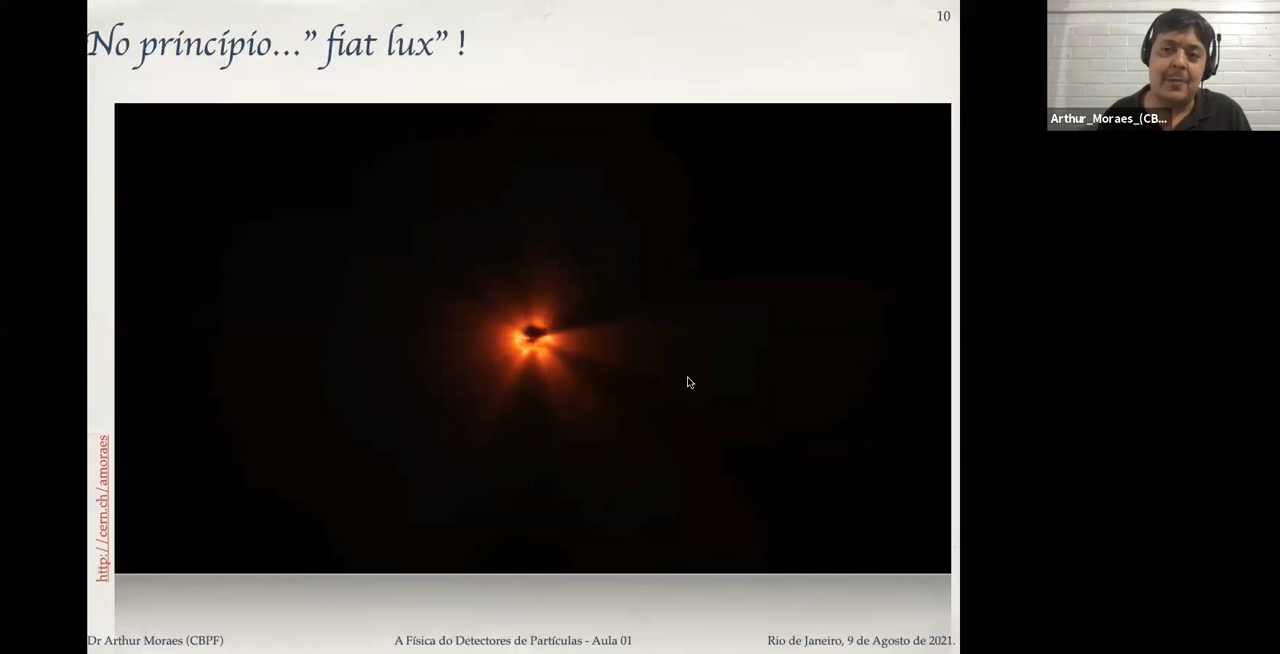 10
No princípio...” fiat lux” !
Arthur_Moraes_(CB...
http://cern.ch/amoraes
Dr Arthur Moraes (CBPF)
A Física do Detectores de Partículas - Aula 01
Rio de Janeiro, 9 de Agosto de 2021.